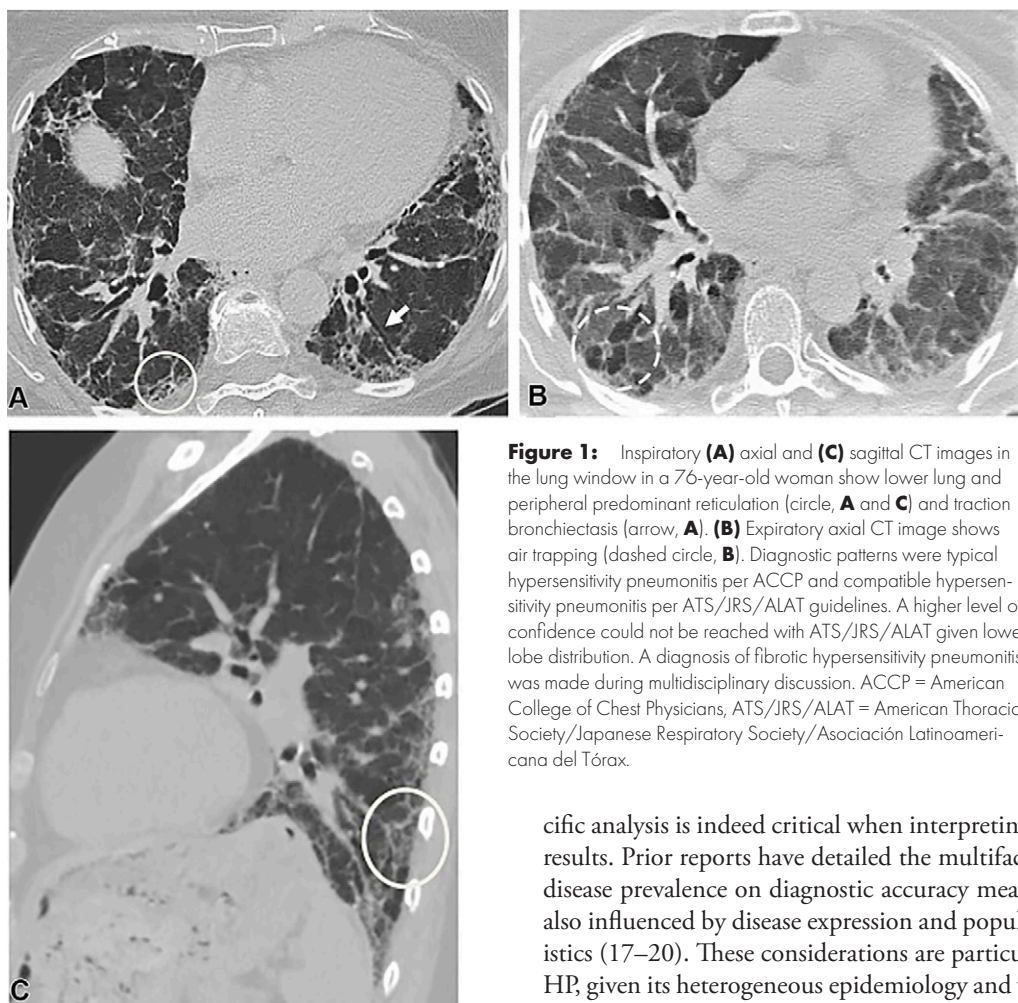 A
B
C
Figure 1: Inspiratory (A) axial and (C) sagittal CT images in
the lung window in a 76-year-old woman show lower lung and
peripheral predominant reticulation (circle, A and C) and traction
bronchiectasis (arrow, A). (B) Expiratory axial CT image shows
air trapping (dashed circle, B). Diagnostic patterns were typical
hypersensitivity pneumonitis per ACCP and compatible hypersen-
sitivity pneumonitis per ATS/JRS/ALAT guidelines. A higher level
confidence could not be reached with ATS/JRS/ALAT given
lobe distribution. A diagnosis of fibrotic hypersensitivity pneumonitis
was made during multidisciplinary discussion. ACCP = American
College of Chest Physicians, ATS/JRS/ALAT = American Thoracic
Society/Japanese Respiratory Society/Asociación Latinoameri-
cana del Tórax.
cific analysis is indeed critical when
results. Prior reports have detailed the
disease prevalence on diagnostic accuracy
also influenced by disease expression and
istics (17–20). These considerations are
HP, given its heterogeneous epidemiology and